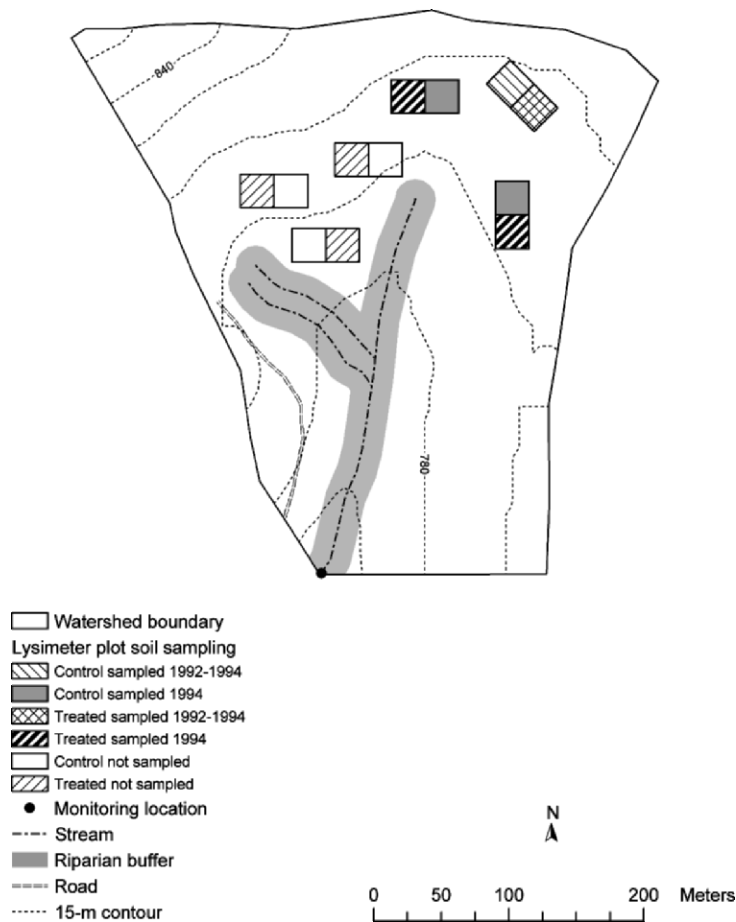 840
780
Watershed boundary
Lysimeter plot soil sampling
Control sampled 1992-1994
Control sampled 1994
Treated sampled 1992-1994
Treated sampled 1994
Control not sampled
Treated not sampled
Monitoring location
Stream
Riparian buffer
Road
15-m contour
N
0 50 100 200 Meters